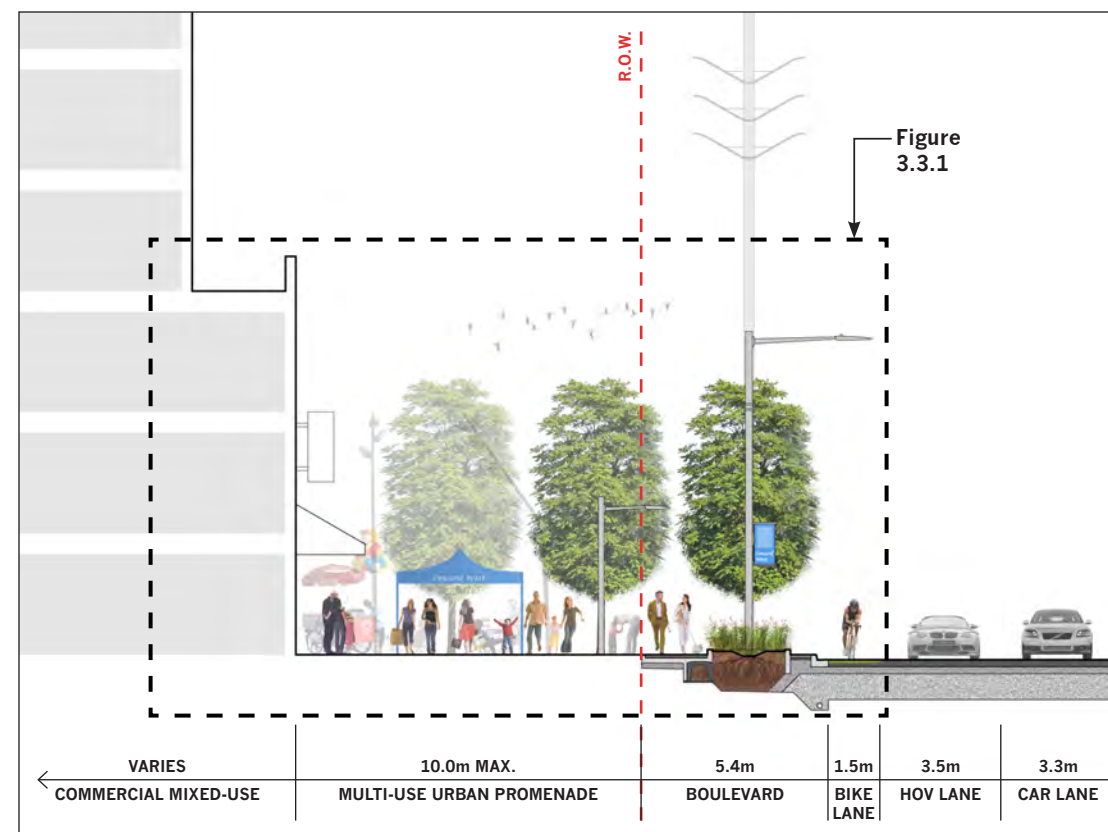 R.O.W.
Figure
3.3.1
VARIES
10.0m MAX.
5.4m
1.5m
3.5m
3.3m
COMMERCIAL MIXED-USE
MULTI-USE URBAN PROMENADE
BOULEVARD
BIKE
LANE
HOV LANE
CAR LANE